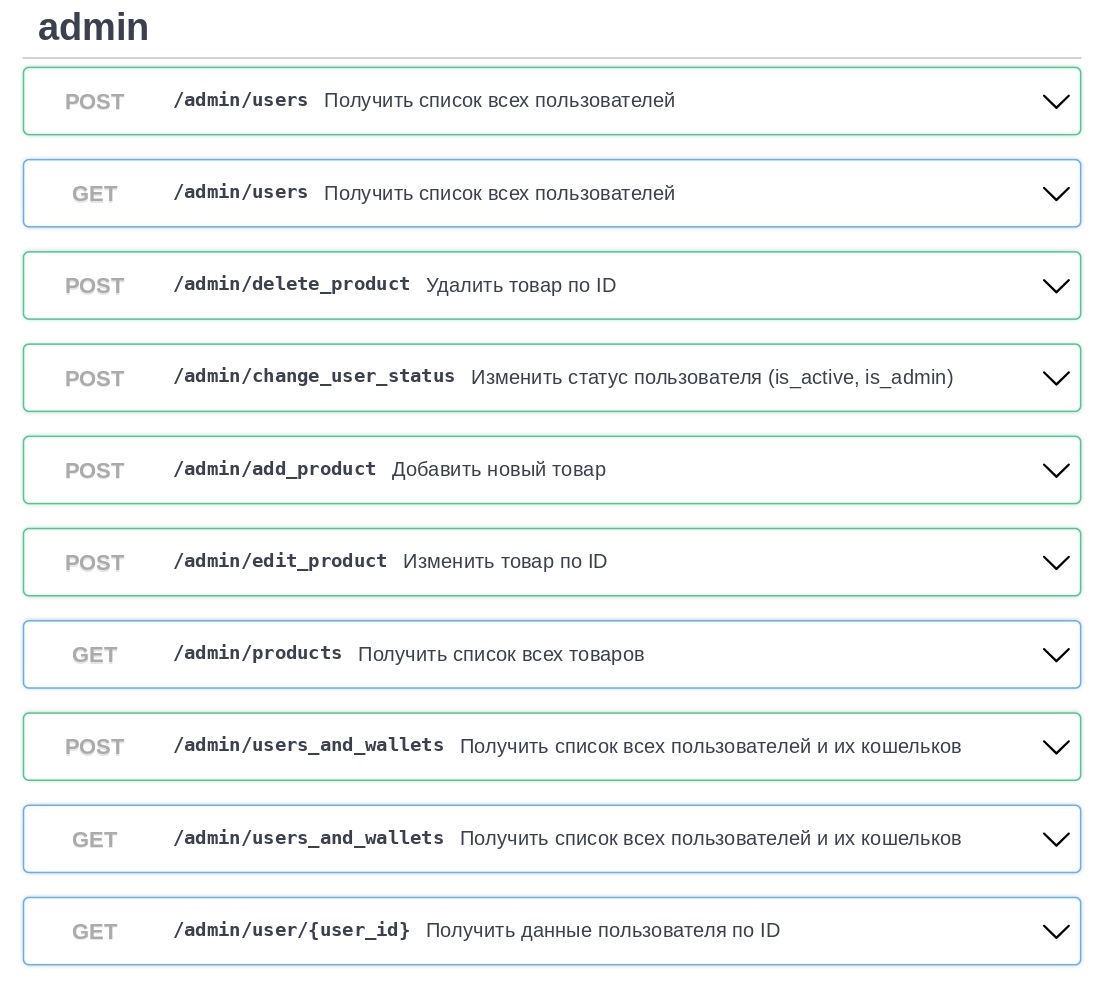 admin
POST /admin/users Получить список всех пользователей
GET /admin/users Получить список всех пользователей
POST /admin/delete_product Удалить товар по ID
POST /admin/change_user_status Изменить статус пользователя (is_active, is_admin)
POST /admin/add_product Добавить новый товар
POST /admin/edit_product Изменить товар по ID
GET /admin/products Получить список всех товаров
POST /admin/users_and_wallets Получить список всех пользователей и их кошельков
GET /admin/users_and_wallets Получить список всех пользователей и их кошельков
GET /admin/user/{user_id} Получить данные пользователя по ID